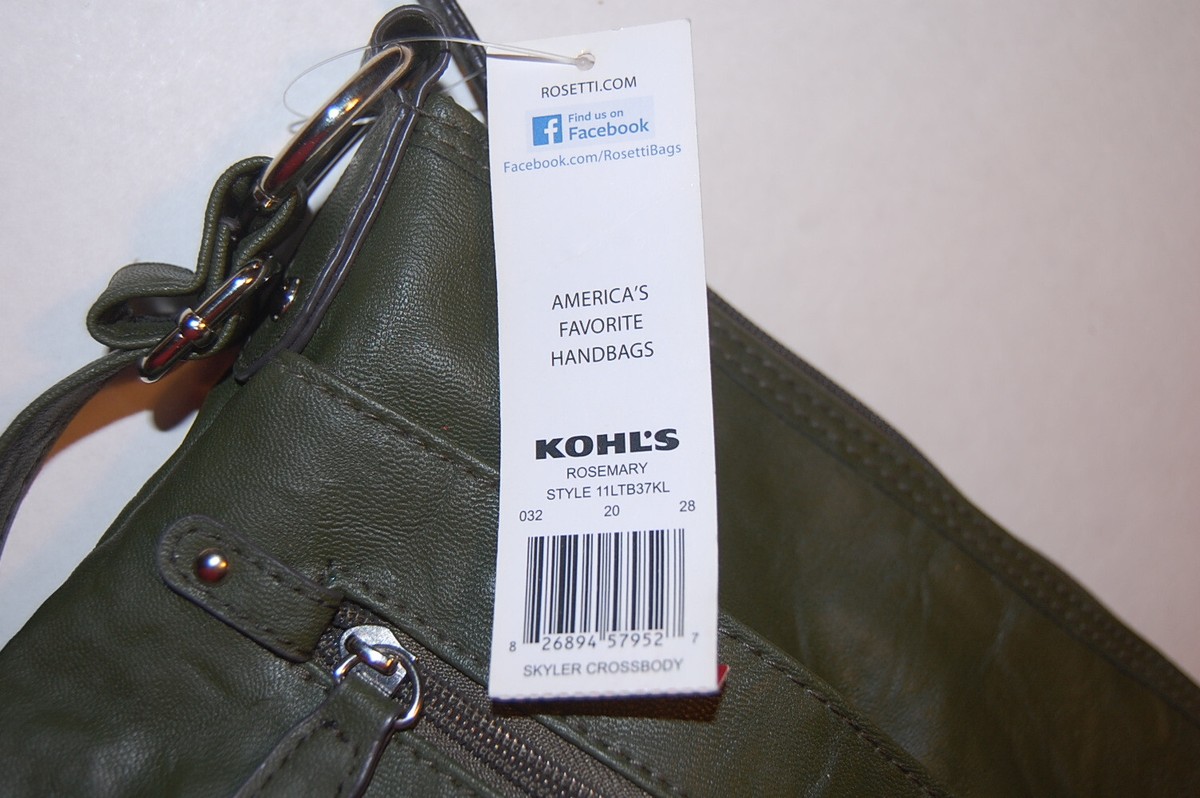 ROSETTI.COM
f Find us on
Facebook
Facebook.com/RosettiBags
AMERICA'S
FAVORITE
HANDBAGS
KOHL'S
ROSEMARY
STYLE 11LTB37KL
032 20 28
8 26894 57952 7
SKYLER CROSSBODY